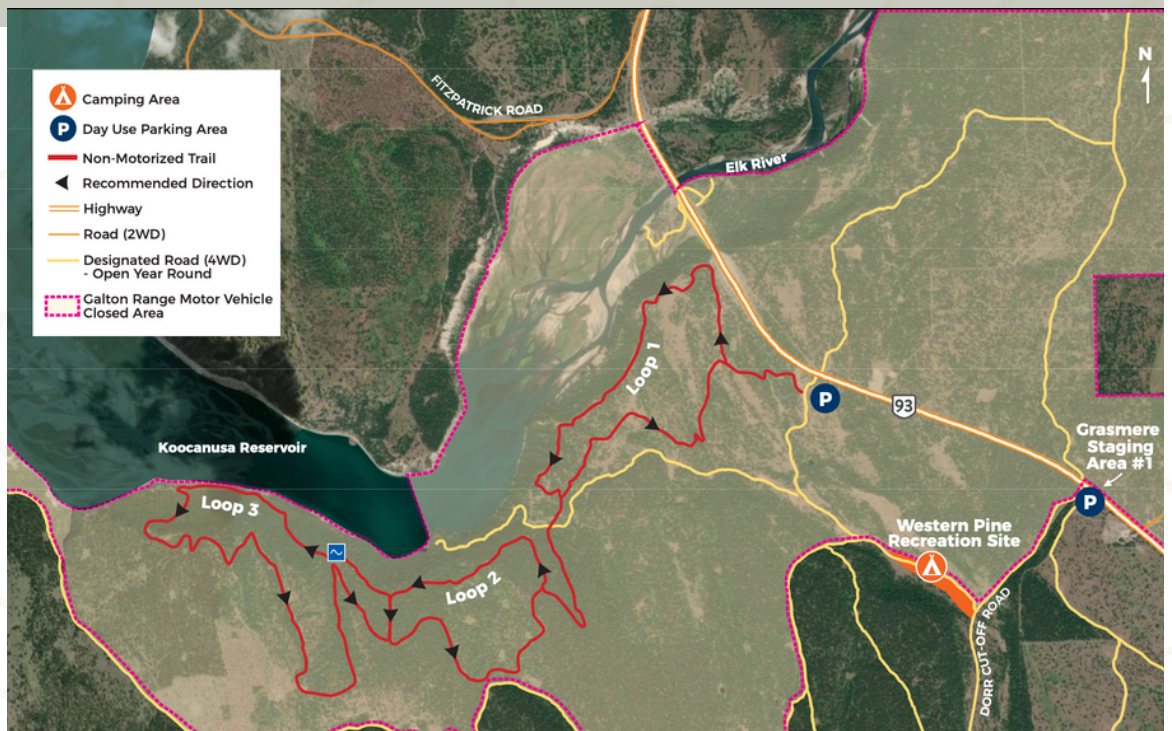 N
Camping Area
P
Day Use Parking Area
Non-Motorized Trail
Recommended Direction
Highway
Road (2WD)
Designated Road (4WD)
- Open Year Round
Galton Range Motor Vehicle
Closed Area
FITZPATRICK ROAD
Elk River
Loop 1
P
93
Koocanusa Reservoir
Grasmere
Staging
Area #1
P
Loop 3
Western Pine
Recreation Site
Loop 2
DORR CUT-OFF ROAD